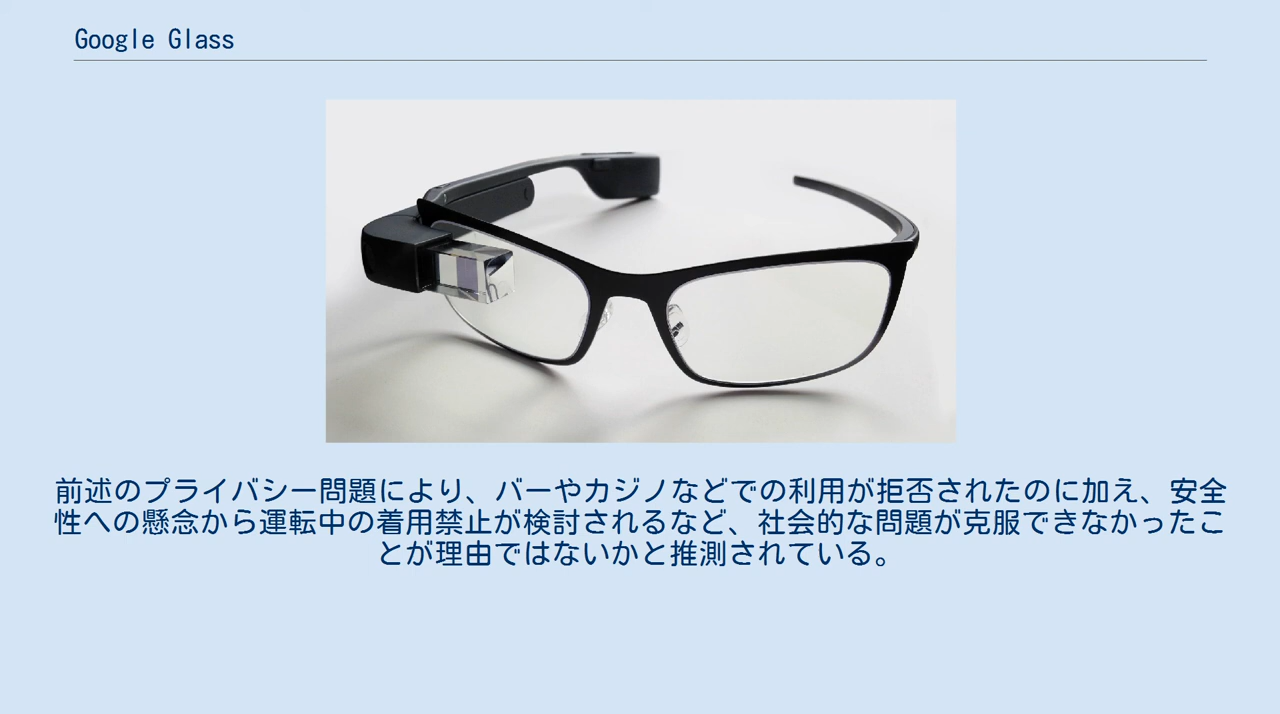 Google Glass
前述のプライバシー問題により、バーやカジノなどでの利用が拒否されたのに加え、安全
性への懸念から運転中の着用禁止が検討されるなど、社会的な問題が克服できなかったこ
とが理由ではないかと推測されている。